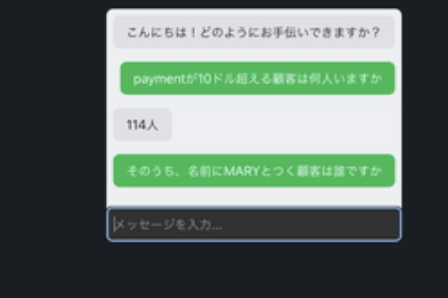 こんにちは！どのようにお手伝いできますか？
paymentが10ドル超える顧客は何人いますか
114人
そのうち、名前にMARYとつく顧客は誰ですか
メッセージを入力...